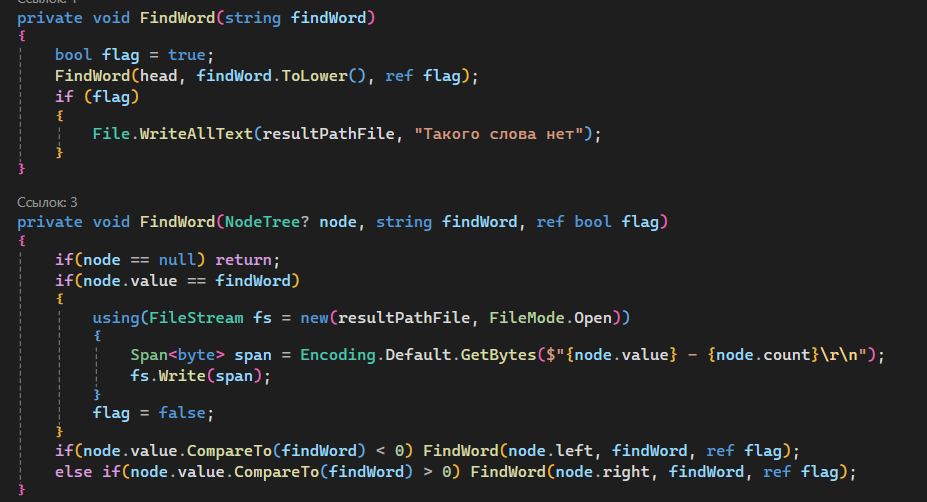 Ссылок: 1
private void FindWord(string findWord)
{
bool flag = true;
FindWord(head, findWord.ToLower(), ref flag);
if (flag)
{
File.WriteAllText(resultPathFile, "Такого слова нет");
}
}
Ссылок: 3
private void FindWord(NodeTree? node, string findWord, ref bool flag)
{
if(node == null) return;
if(node.value == findWord)
{
using(FileStream fs = new(resultPathFile, FileMode.Open))
{
Span<byte> span = Encoding.Default.GetBytes($"{node.value} - {node.count}\r\n");
fs.Write(span);
}
flag = false;
}
if(node.value.CompareTo(findWord) < 0) FindWord(node.left, findWord, ref flag);
else if(node.value.CompareTo(findWord) > 0) FindWord(node.right, findWord, ref flag);
}